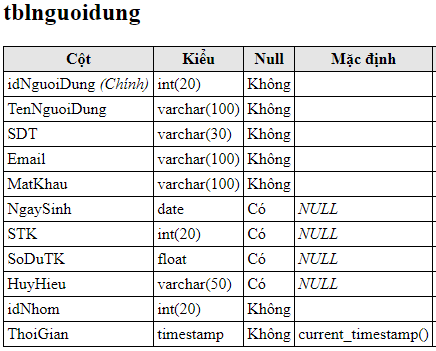 tblnguoidung
Cột Kiểu Null Mặc định
idNguoiDung (Chính) int(20) Không
TenNguoiDung varchar(100) Không
SDT varchar(30) Không
Email varchar(100) Không
MatKhau varchar(100) Không
NgaySinh date Có NULL
STK int(20) Có NULL
SoDuTK float Có NULL
HuyHieu varchar(50) Có NULL
idNhom int(20) Không
ThoiGian timestamp Không current_timestamp()